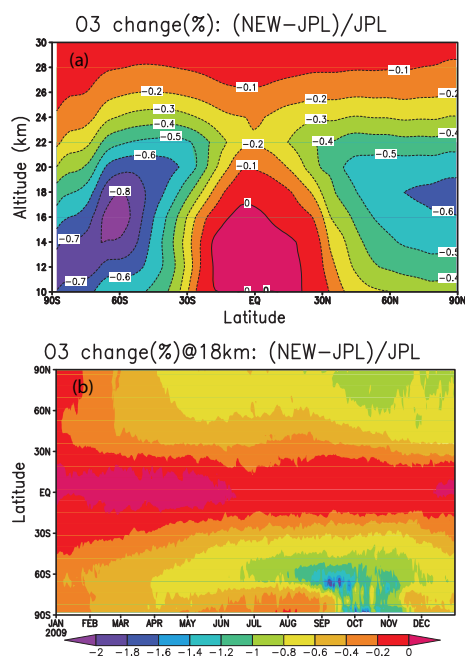 O3 change(%): (NEW-JPL)/JPL
(a)
30
28
26
24
22
20
18
16
14
12
10
Altitude (km)
-0.1
-0.1
-0.1
-0.2
-0.2
-0.2
-0.3
-0.3
-0.4
-0.4
-0.5
-0.2
-0.4
-0.6
-0.1
-0.5
-0.8
0
-0.6
-0.7
-0.6
-0.5
-0.4
0 0
90S 60S 30S EQ 30N 60N 90N
Latitude
O3 change(%)@18km: (NEW-JPL)/JPL
(b)
90N
60N
30N
EQ
30S
60S
90S
Latitude
JAN FEB MAR APR MAY JUN JUL AUG SEP OCT NOV DEC
2009
-2 -1.8 -1.6 -1.4 -1.2 -1 -0.8 -0.6 -0.4 -0.2 0